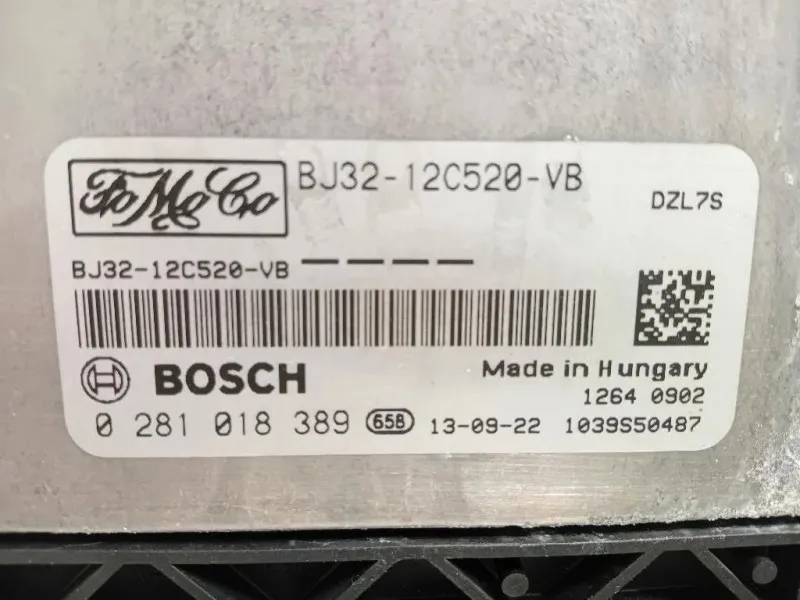 FoMoCo BJ32-12C520-VB
DZL7S
BJ32-12C520-VB — — — —
BOSCH
Made in Hungary
1264 0902
0 281 018 389 65B 13-09-22 1039S50487